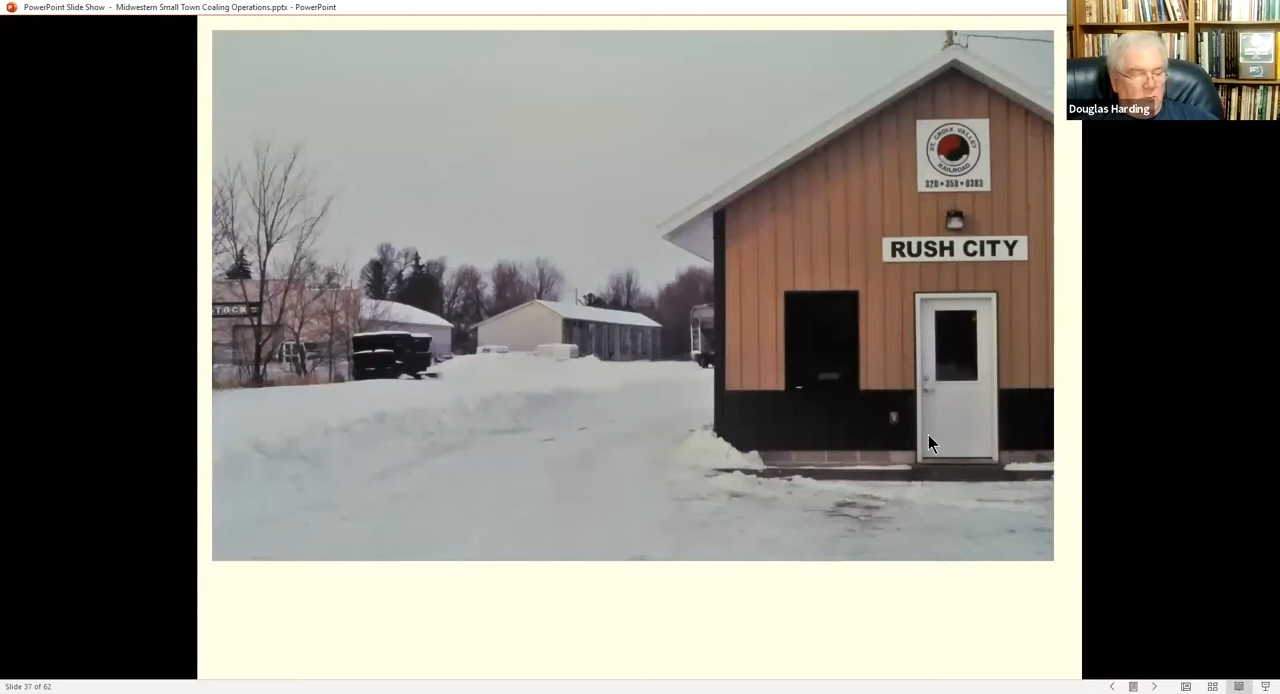 PowerPoint Slide Show - Midwestern Small Town Coaling Operations.pptx - PowerPoint
Douglas Harding
ST. CROIX VALLEY
RAILROAD
320•358•0383
RUSH CITY
STOCK
Slide 37 of 62